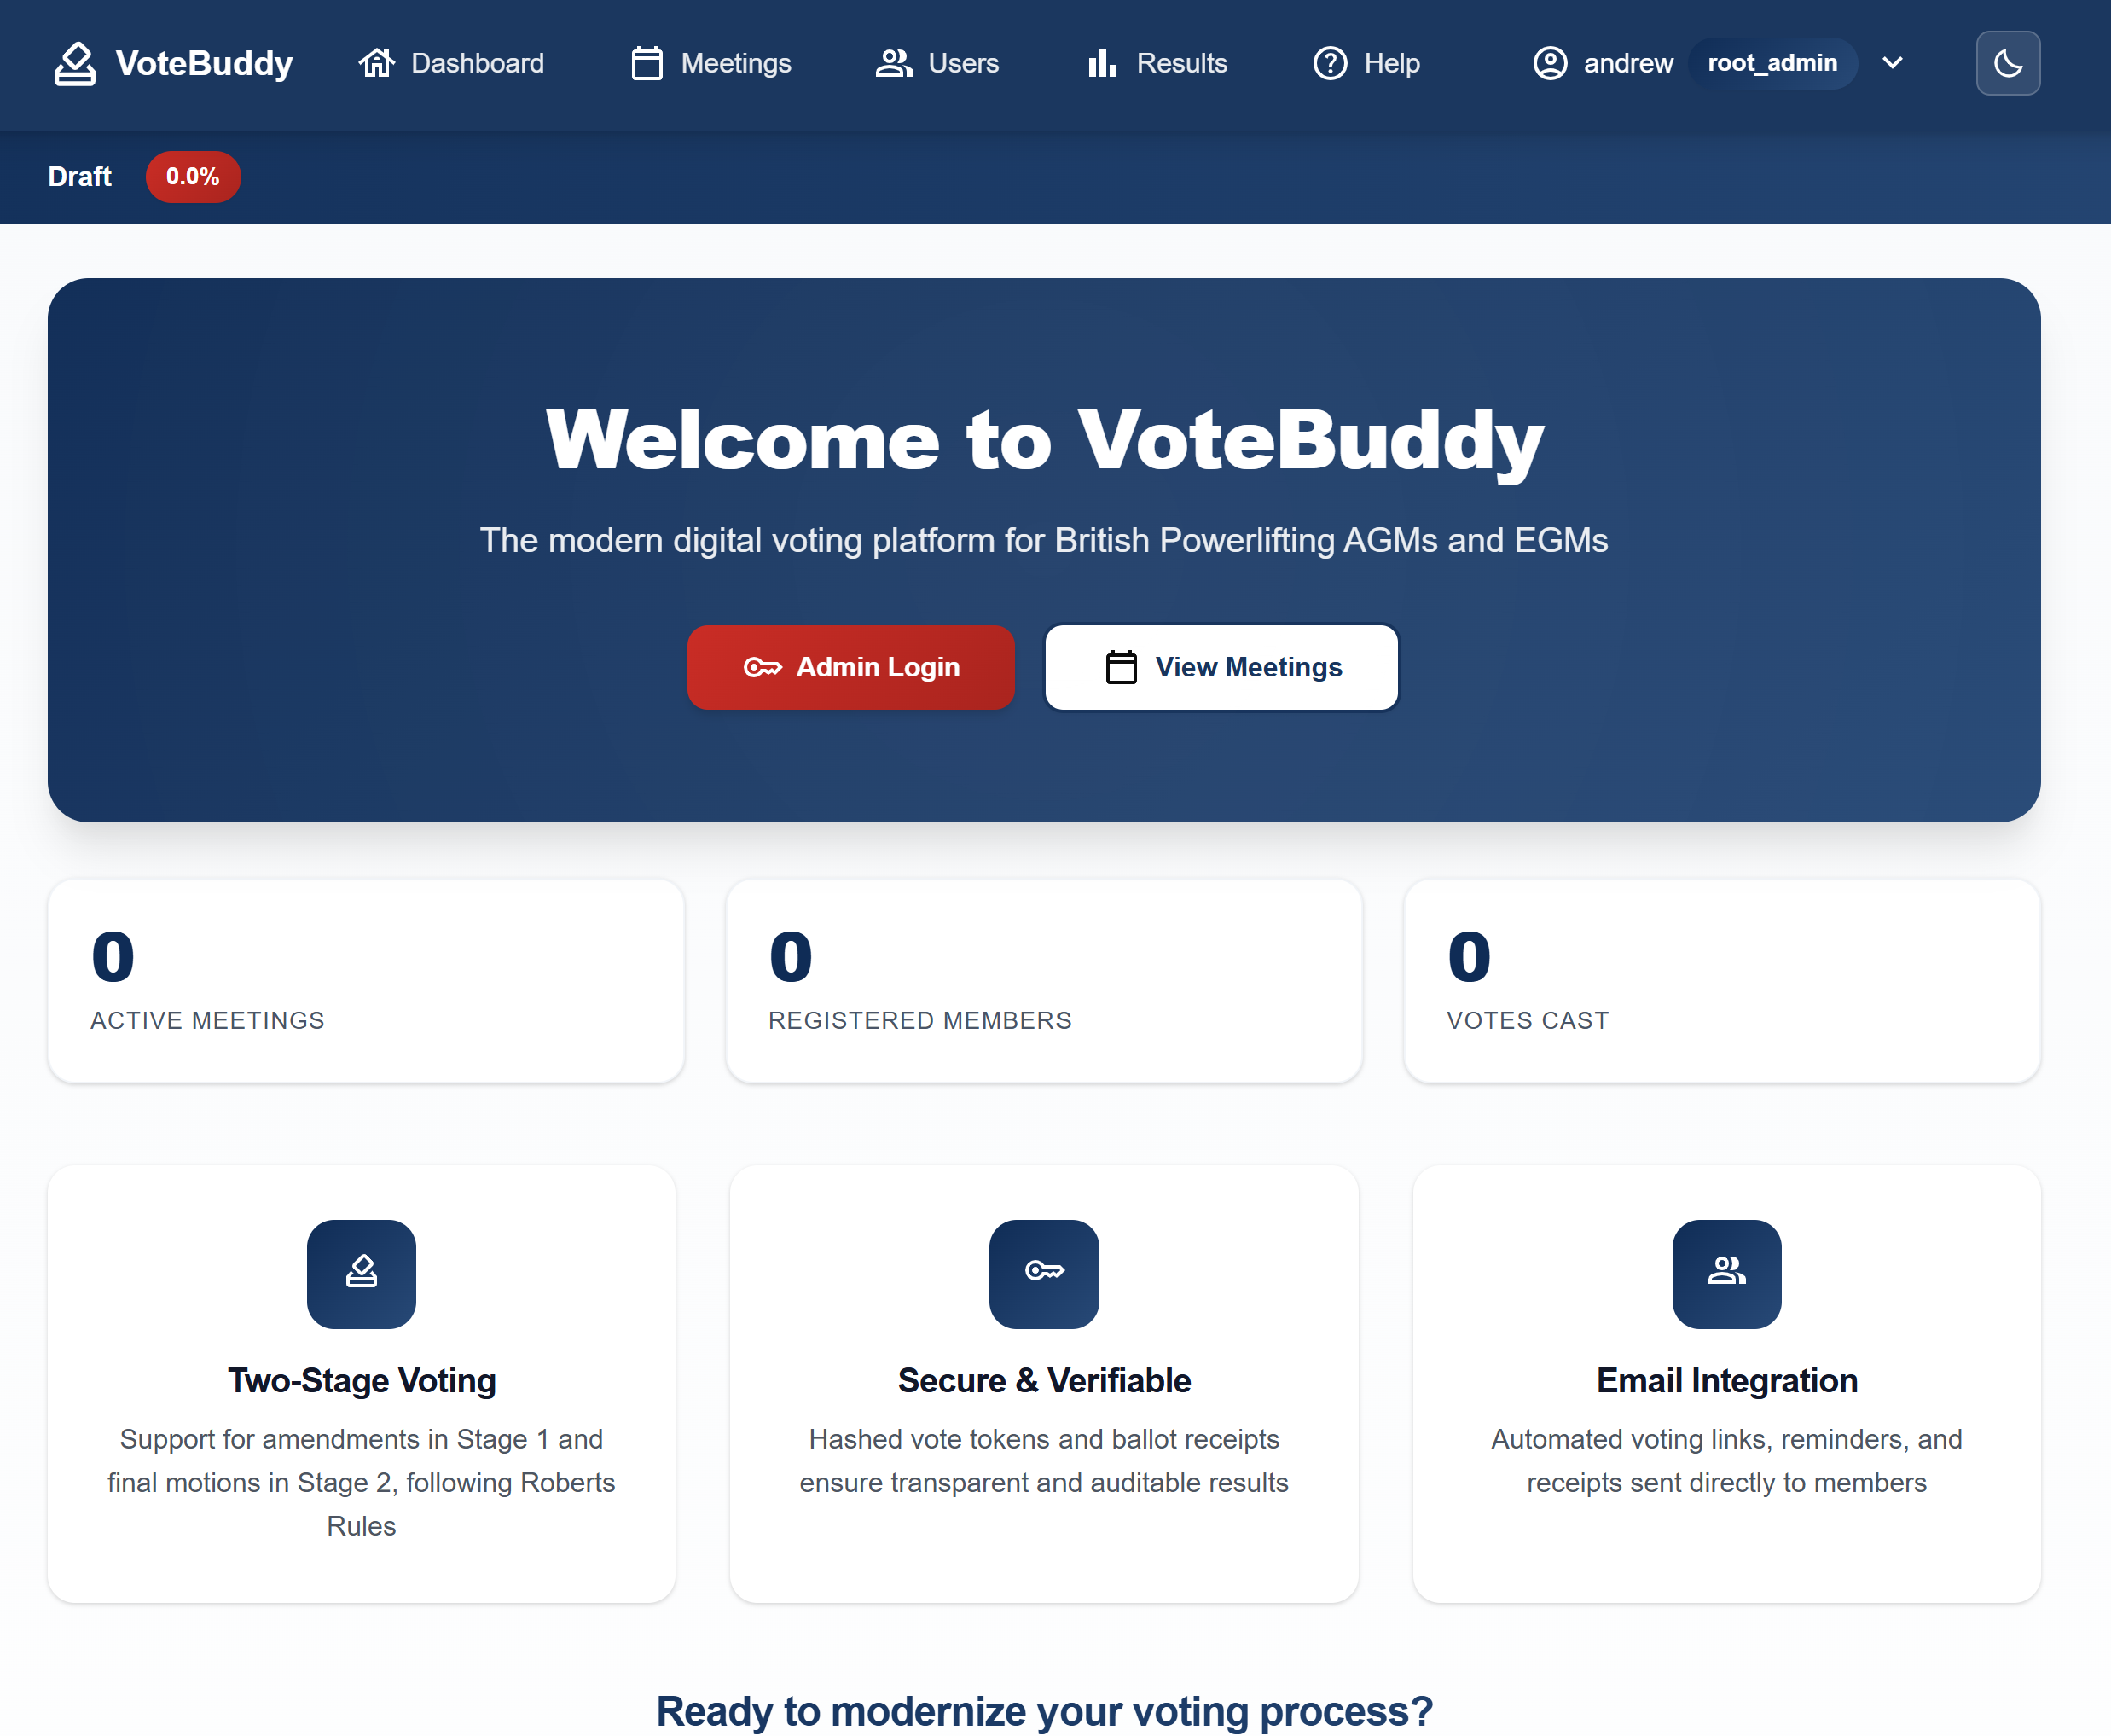 VoteBuddy Dashboard Meetings Users Results Help andrew root_admin
Draft 0.0%
Welcome to VoteBuddy
The modern digital voting platform for British Powerlifting AGMs and EGMs
Admin Login View Meetings
0 0 0
ACTIVE MEETINGS REGISTERED MEMBERS VOTES CAST
Two-Stage Voting
Support for amendments in Stage 1 and
final motions in Stage 2, following Roberts
Rules
Secure & Verifiable
Hashed vote tokens and ballot receipts
ensure transparent and auditable results
Email Integration
Automated voting links, reminders, and
receipts sent directly to members
Ready to modernize your voting process?